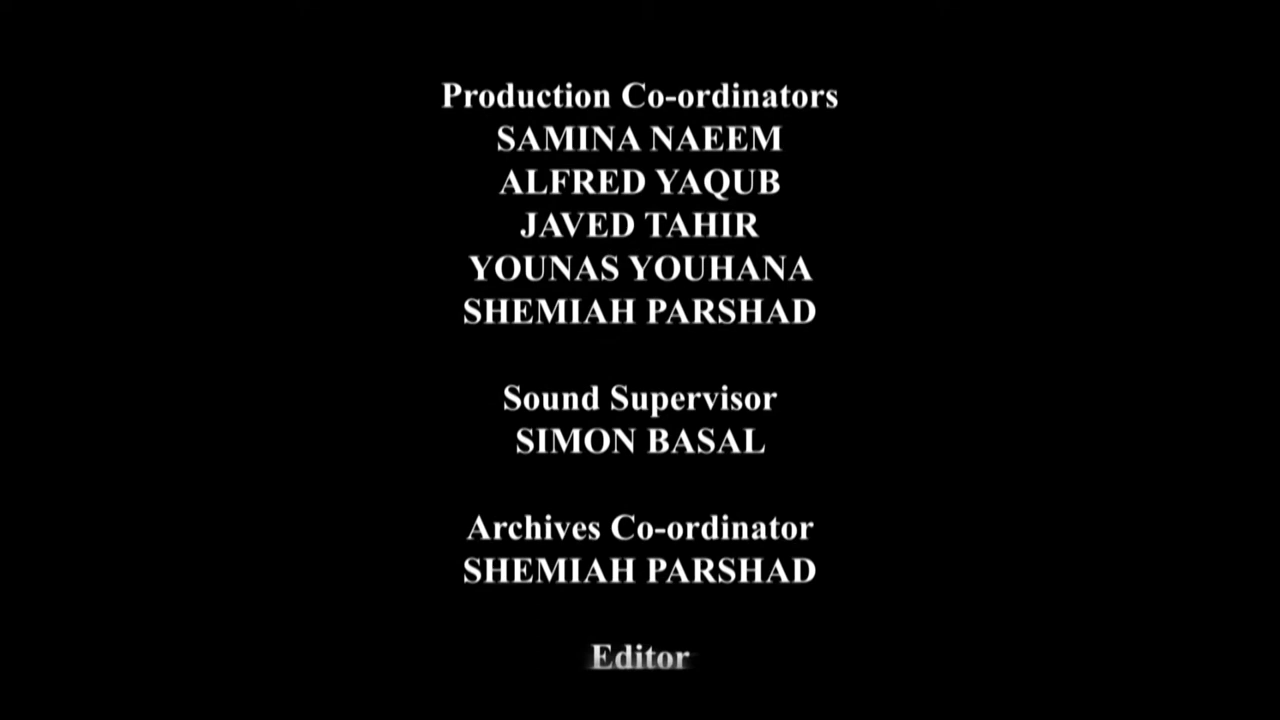 Production Co-ordinators
SAMINA NAEEM
ALFRED YAQUB
JAVED TAHIR
YOUNAS YOUHANA
SHEMIAH PARSHAD
Sound Supervisor
SIMON BASAL
Archives Co-ordinator
SHEMIAH PARSHAD
Editor